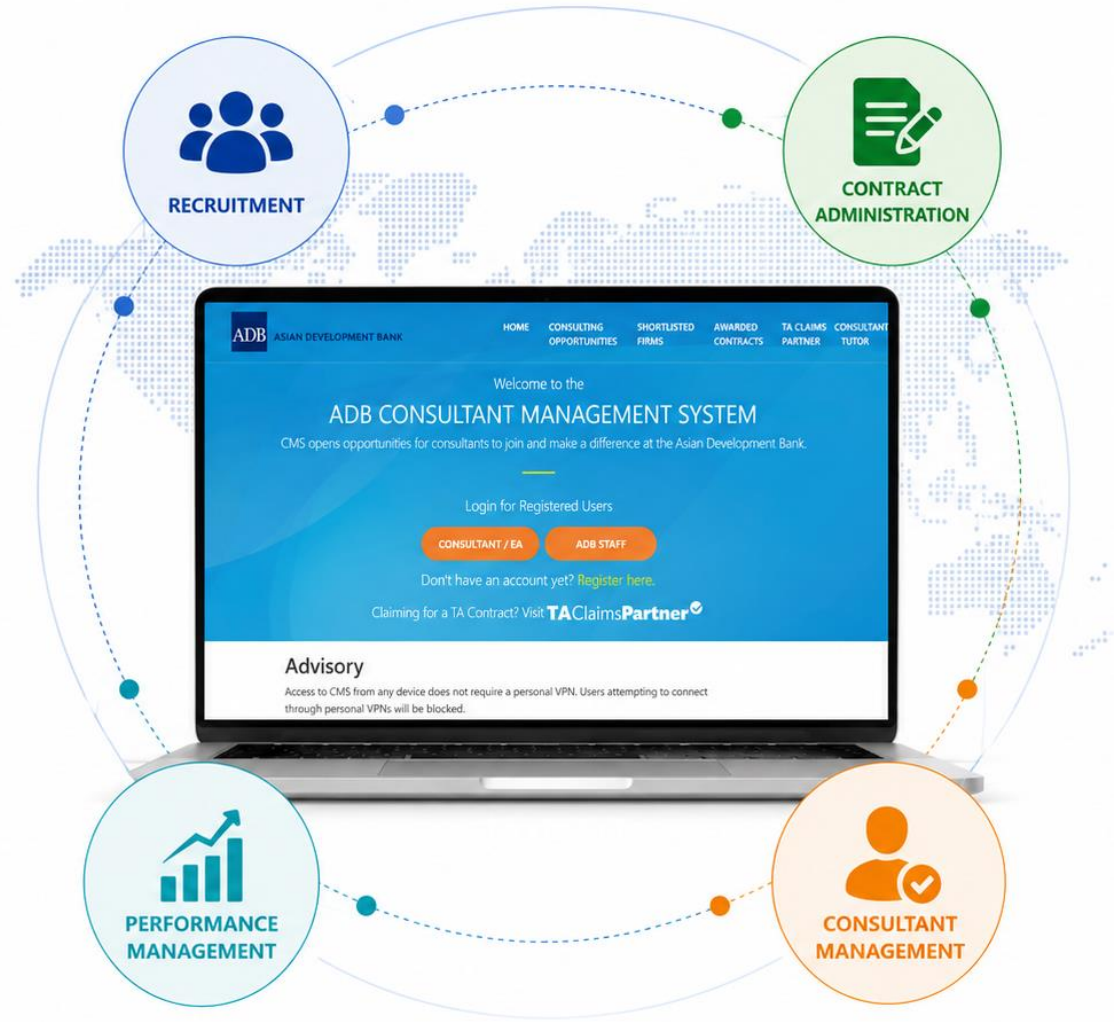 RECRUITMENT
CONTRACT
ADMINISTRATION
ADB ASIAN DEVELOPMENT BANK
HOME
CONSULTING
OPPORTUNITIES
SHORTLISTED
FIRMS
AWARDED
CONTRACTS
TA CLAIMS
PARTNER
CONSULTANT
TUTOR
Welcome to the
ADB CONSULTANT MANAGEMENT SYSTEM
CMS opens opportunities for consultants to join and make a difference at the Asian Development Bank.
Login for Registered Users
CONSULTANT / EA
ADB STAFF
Don't have an account yet? Register here.
Claiming for a TA Contract? Visit TAClaimsPartner
Advisory
Access to CMS from any device does not require a personal VPN. Users attempting to connect
through personal VPNs will be blocked.
PERFORMANCE
MANAGEMENT
CONSULTANT
MANAGEMENT